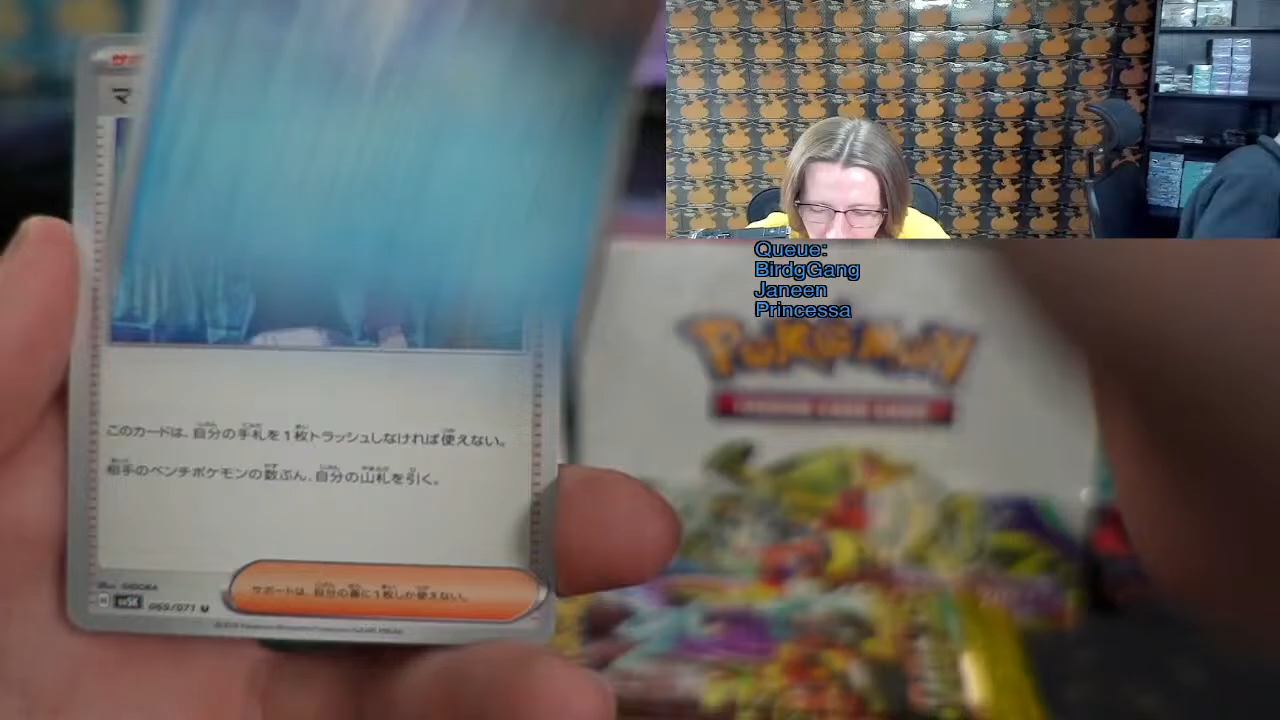 マ
このカードは、自分の手札を1枚トラッシュしなければ使えない。
相手のベンチポケモンの数ぶん、自分の山札を引く。
サポートは、自分の番に1枚しか使えない。
069/071 U
Queue:
BirdgGang
Janeen
Princessa
POKéMON